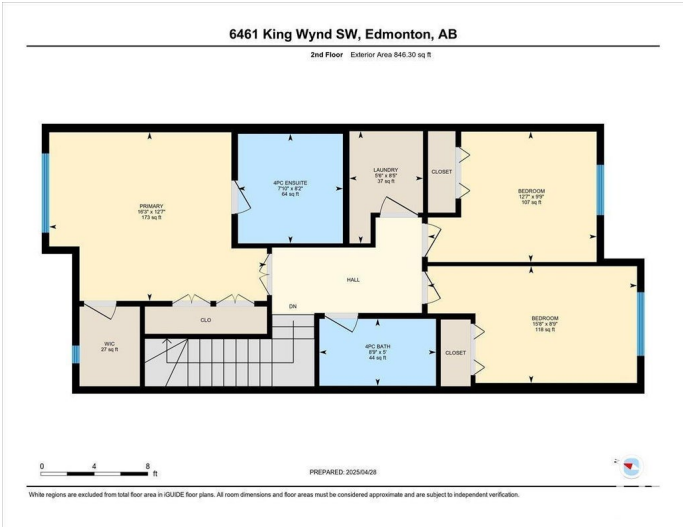 6461 King Wynd SW, Edmonton, AB
2nd Floor Exterior Area 846.30 sq ft
PRIMARY
16'3" x 12'7"
173 sq ft
4PC ENSUITE
7'10" x 8'2"
64 sq ft
LAUNDRY
5'6" x 8'5"
37 sq ft
CLOSET
BEDROOM
12'7" x 9'9"
107 sq ft
HALL
DN
BEDROOM
15'8" x 8'9"
118 sq ft
CLO
WIC
27 sq ft
4PC BATH
8'9" x 5'
44 sq ft
CLOSET
0 4 8
ft
PREPARED: 2025/04/28
White regions are excluded from total floor area in iGUIDE floor plans. All room dimensions and floor areas must be considered approximate and are subject to independent verification.